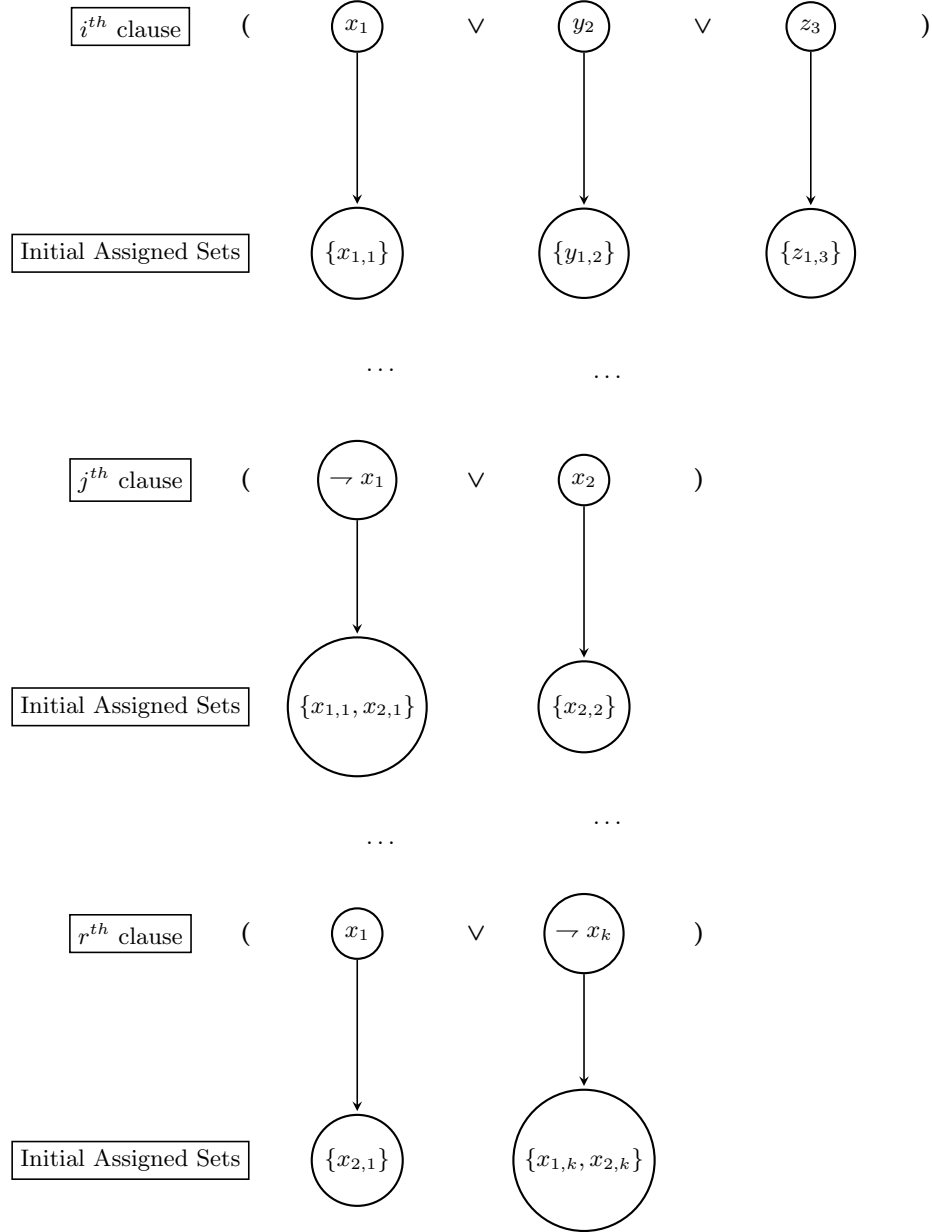 i^{th} clause ( x_1 ∨ y_2 ∨ z_3 )
Initial Assigned Sets {x_{1,1}} {y_{1,2}} {z_{1,3}}
... ...
j^{th} clause ( ¬ x_1 ∨ x_2 )
Initial Assigned Sets {x_{1,1}, x_{2,1}} {x_{2,2}}
... ...
r^{th} clause ( x_1 ∨ ¬ x_k )
Initial Assigned Sets {x_{2,1}} {x_{1,k}, x_{2,k}}